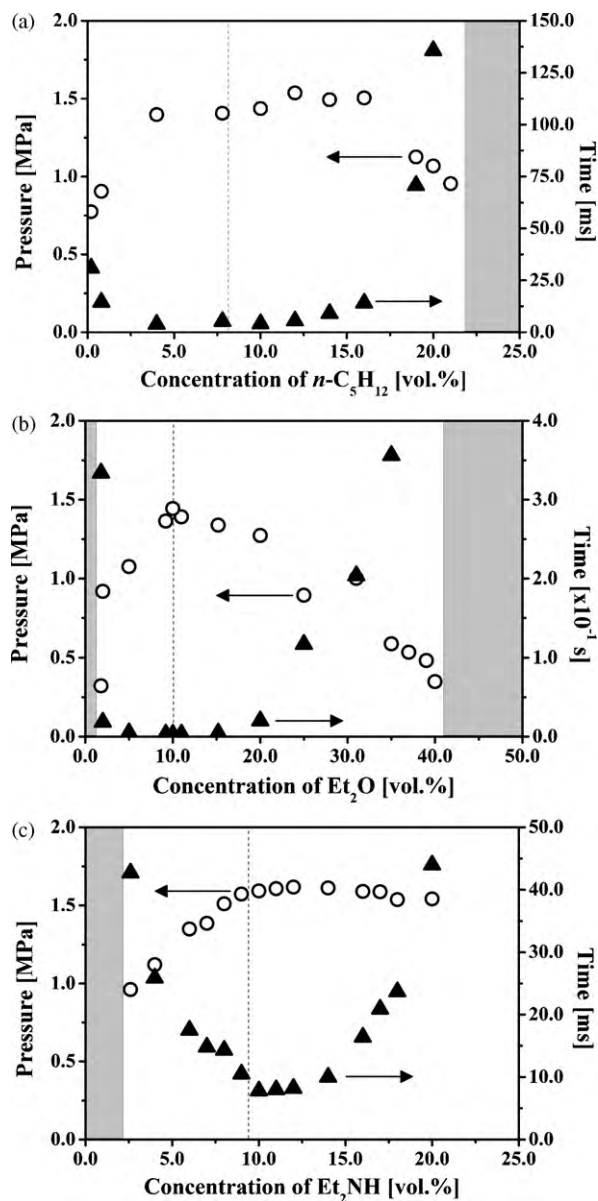 (a)
2.0
1.5
1.0
0.5
0.0
Pressure [MPa]
150.0
125.0
100.0
75.0
50.0
25.0
0.0
Time [ms]
0.0 5.0 10.0 15.0 20.0 25.0
Concentration of n-C5H12 [vol.%]
(b)
2.0
1.5
1.0
0.5
0.0
Pressure [MPa]
4.0
3.0
2.0
1.0
0.0
Time [x10-1 s]
0.0 10.0 20.0 30.0 40.0 50.0
Concentration of Et2O [vol.%]
(c)
2.0
1.5
1.0
0.5
0.0
Pressure [MPa]
50.0
40.0
30.0
20.0
10.0
0.0
Time [ms]
0.0 5.0 10.0 15.0 20.0 25.0
Concentration of Et2NH [vol.%]